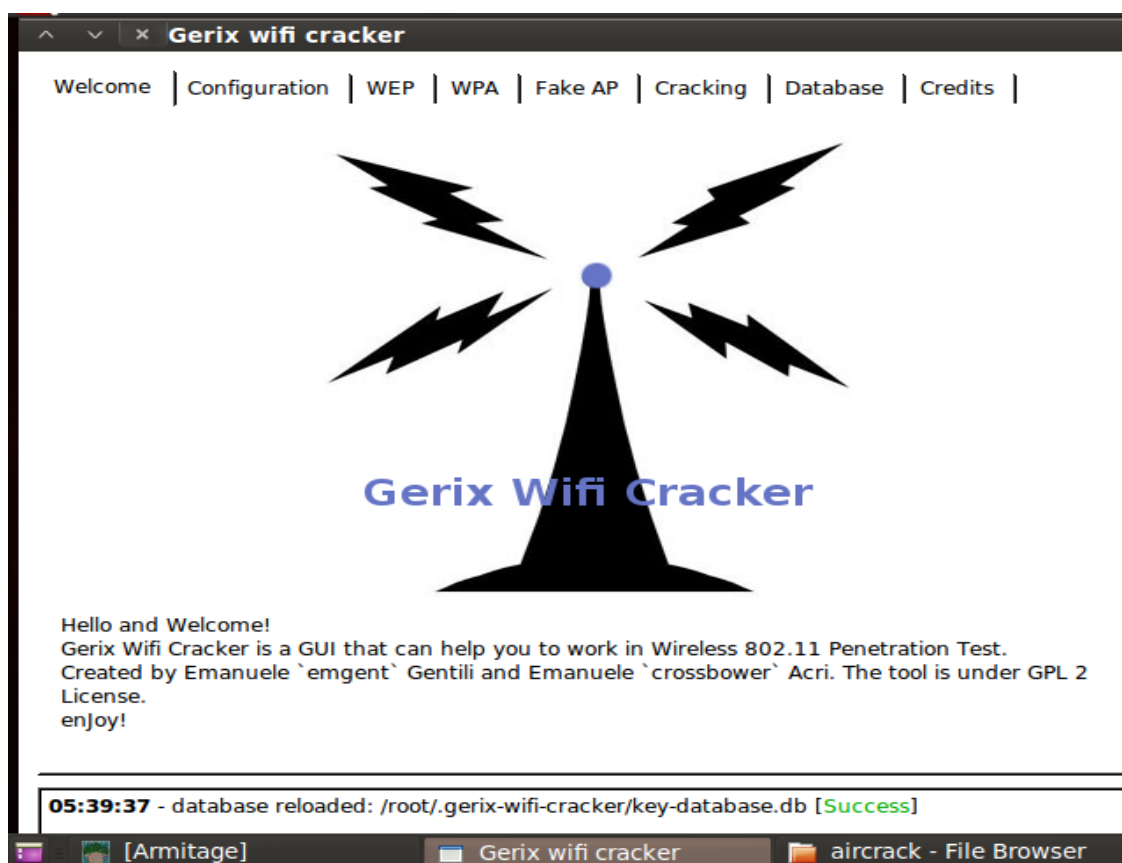 Gerix wifi cracker
Welcome Configuration WEP WPA Fake AP Cracking Database Credits
Gerix Wifi Cracker
Hello and Welcome!
Gerix Wifi Cracker is a GUI that can help you to work in Wireless 802.11 Penetration Test.
Created by Emanuele `emgent` Gentili and Emanuele `crossbower` Acri. The tool is under GPL 2
License.
enJoy!
05:39:37 - database reloaded: /root/.gerix-wifi-cracker/key-database.db [Success]
[Armitage] Gerix wifi cracker aircrack - File Browser